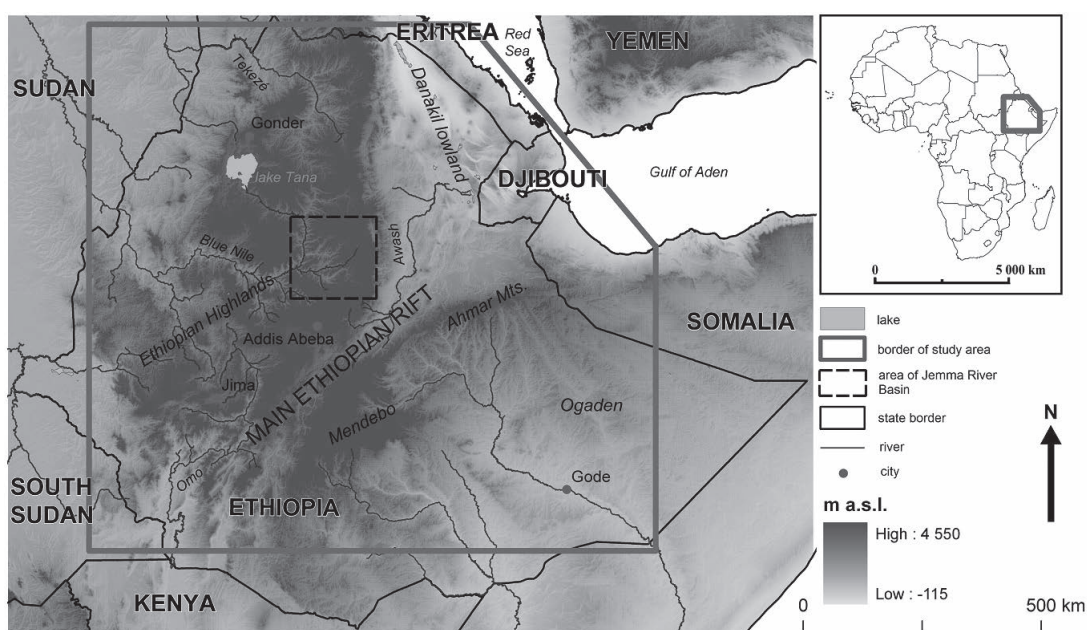 ERITREA
Red
Sea
YEMEN
SUDAN
Tekeze
Danakil lowland
Gonder
lake Tana
DJIBOUTI
Gulf of Aden
Blue Nile
Awash
Ethiopian Highlands
Addis Abeba
MAIN ETHIOPIAN RIFT
Ahmar Mts.
SOMALIA
Jima
Mendebo
Ogaden
Omo
Gode
SOUTH
SUDAN
ETHIOPIA
KENYA
0 5 000 km
lake
border of study area
area of Jemma River
Basin
state border
river
city
N
m a.s.l.
High : 4 550
Low : -115
0 500 km